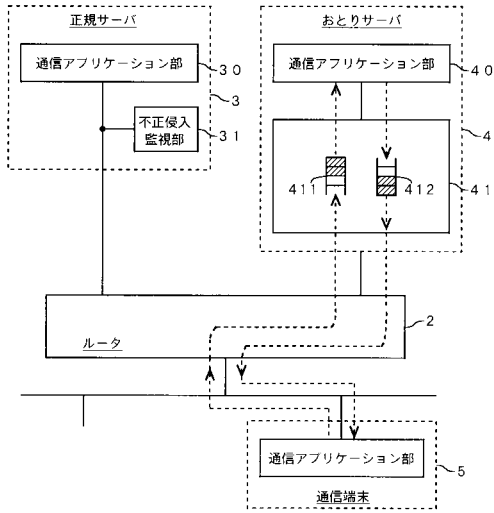 正規サーバ
通信アプリケーション部
30
3
不正侵入
監視部
31
おとりサーバ
通信アプリケーション部
40
4
41
411
412
ルータ
2
通信アプリケーション部
5
通信端末